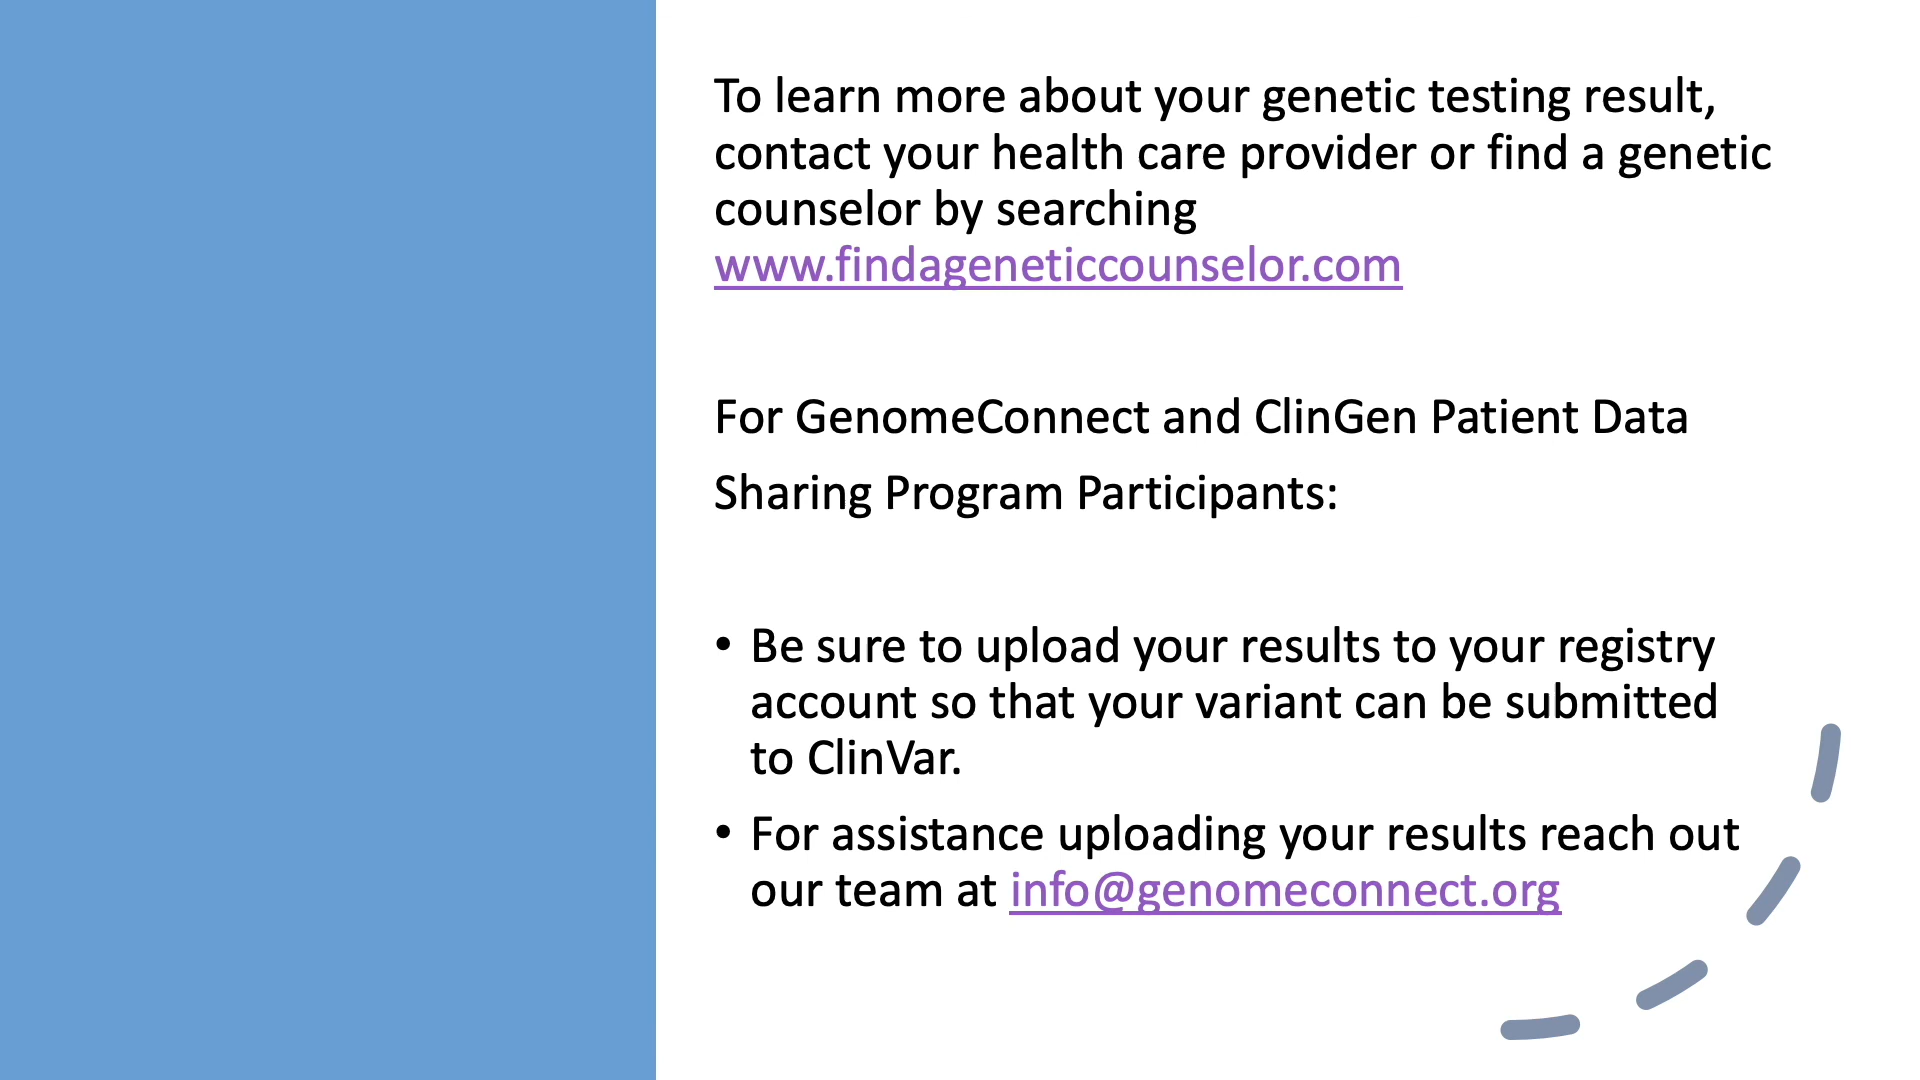 To learn more about your genetic testing result,
contact your health care provider or find a genetic
counselor by searching
www.findageneticcounselor.com
For GenomeConnect and ClinGen Patient Data
Sharing Program Participants:
• Be sure to upload your results to your registry
account so that your variant can be submitted
to ClinVar.
• For assistance uploading your results reach out
our team at info@genomeconnect.org